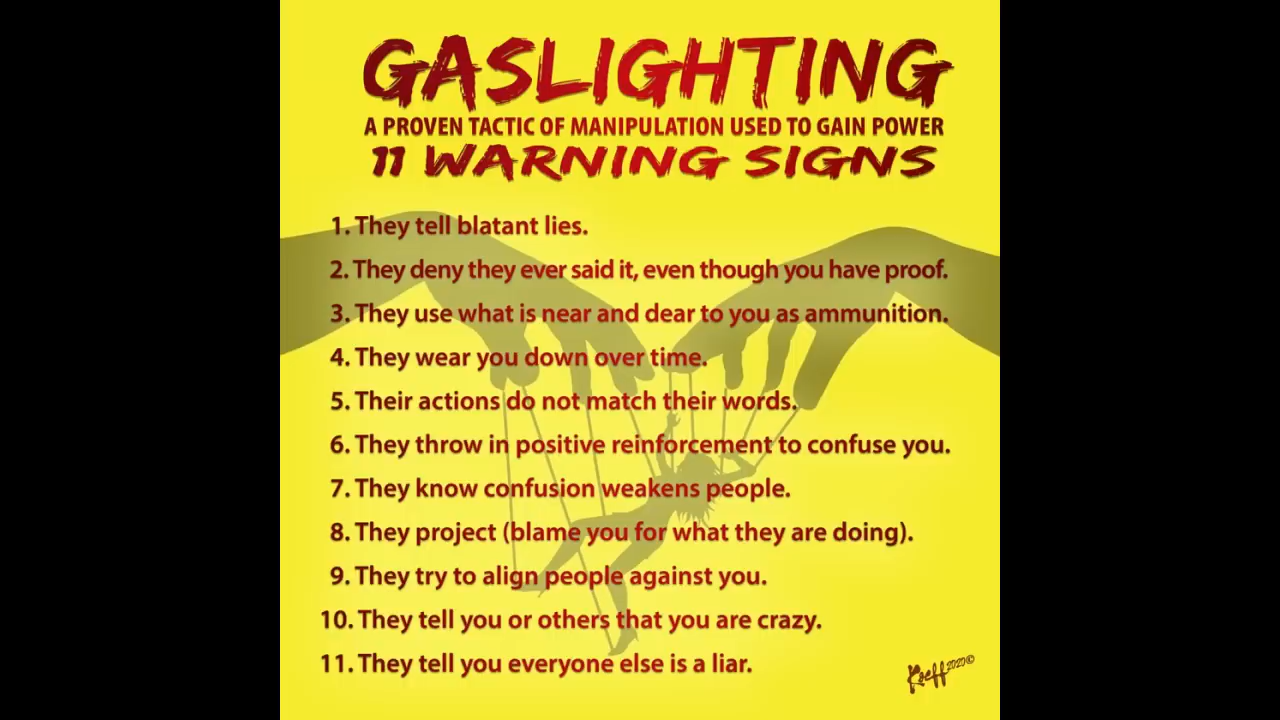 GASLIGHTING
A PROVEN TACTIC OF MANIPULATION USED TO GAIN POWER
11 WARNING SIGNS
1. They tell blatant lies.
2. They deny they ever said it, even though you have proof.
3. They use what is near and dear to you as ammunition.
4. They wear you down over time.
5. Their actions do not match their words.
6. They throw in positive reinforcement to confuse you.
7. They know confusion weakens people.
8. They project (blame you for what they are doing).
9. They try to align people against you.
10. They tell you or others that you are crazy.
11. They tell you everyone else is a liar.
2020©